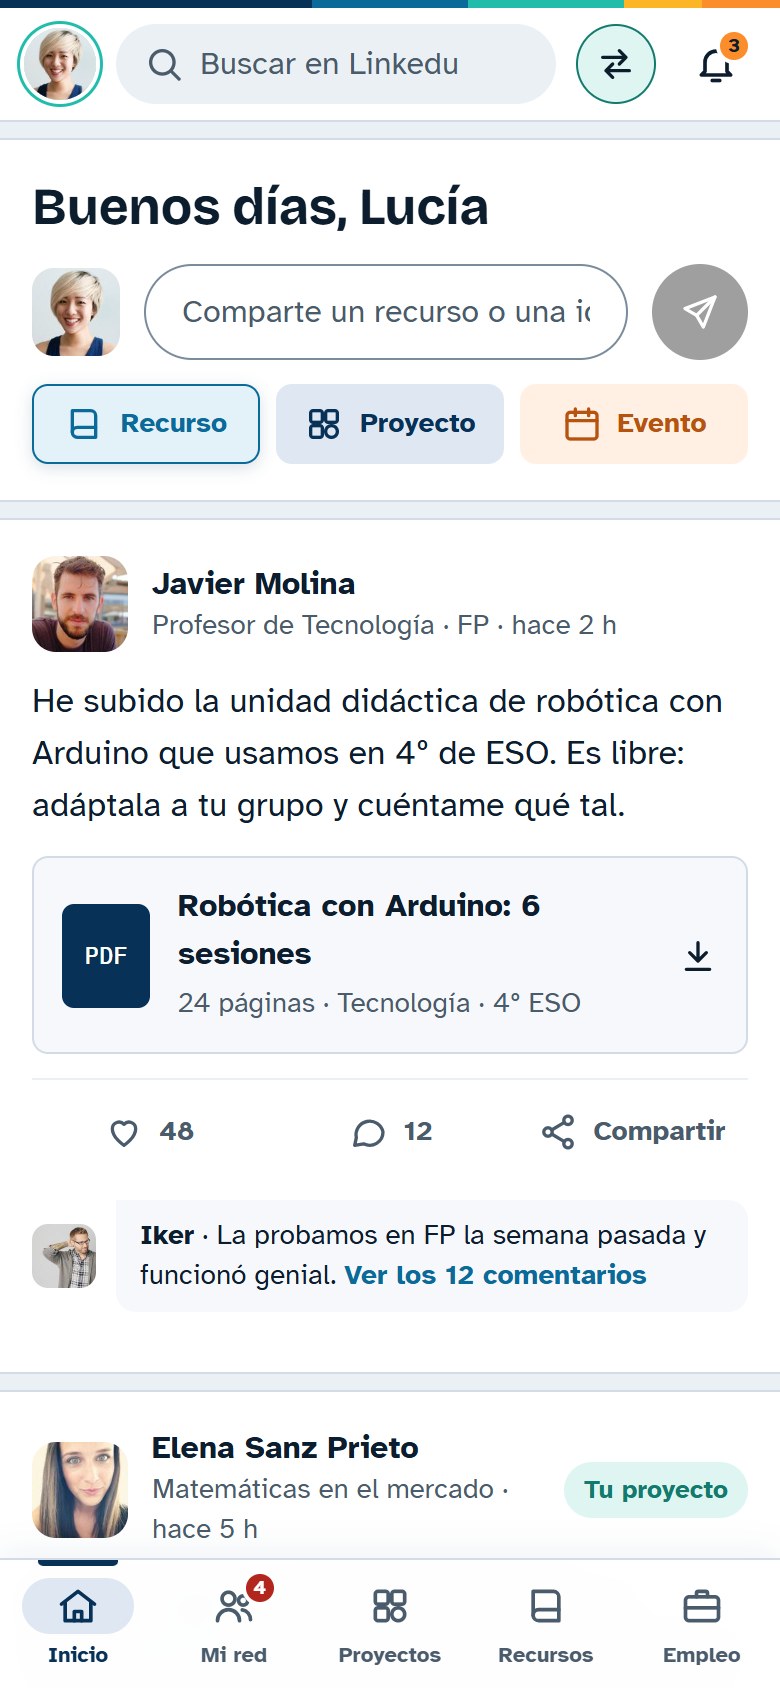 Buscar en Linkedu
3
Buenos días, Lucía
Comparte un recurso o una
Recurso
Proyecto
Evento
Javier Molina
Profesor de Tecnología · FP · hace 2 h
He subido la unidad didáctica de robótica con
Arduino que usamos en 4º de ESO. Es libre:
adáptala a tu grupo y cuéntame qué tal.
PDF
Robótica con Arduino: 6
sesiones
24 páginas · Tecnología · 4º ESO
48
12
Compartir
Iker · La probamos en FP la semana pasada y
funcionó genial. Ver los 12 comentarios
Elena Sanz Prieto
Matemáticas en el mercado ·
hace 5 h
Tu proyecto
4
Inicio
Mi red
Proyectos
Recursos
Empleo